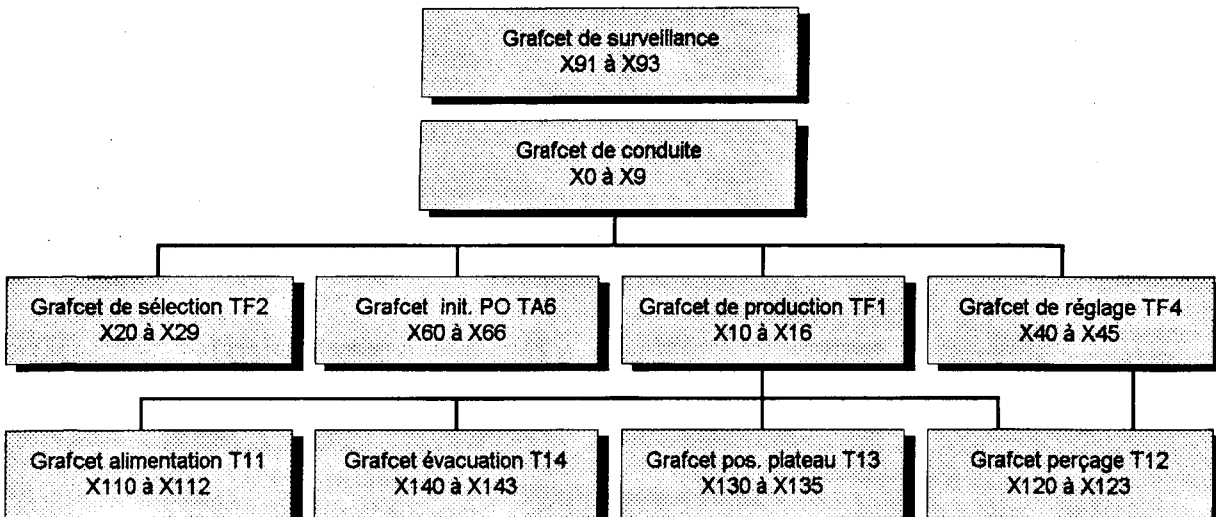 Grafcet de surveillance
X91 à X93
Grafcet de conduite
X0 à X9
Grafcet de sélection TF2
X20 à X29
Grafcet init. PO TA6
X60 à X66
Grafcet de production TF1
X10 à X16
Grafcet de réglage TF4
X40 à X45
Grafcet alimentation T11
X110 à X112
Grafcet évacuation T14
X140 à X143
Grafcet pos. plateau T13
X130 à X135
Grafcet perçage T12
X120 à X123